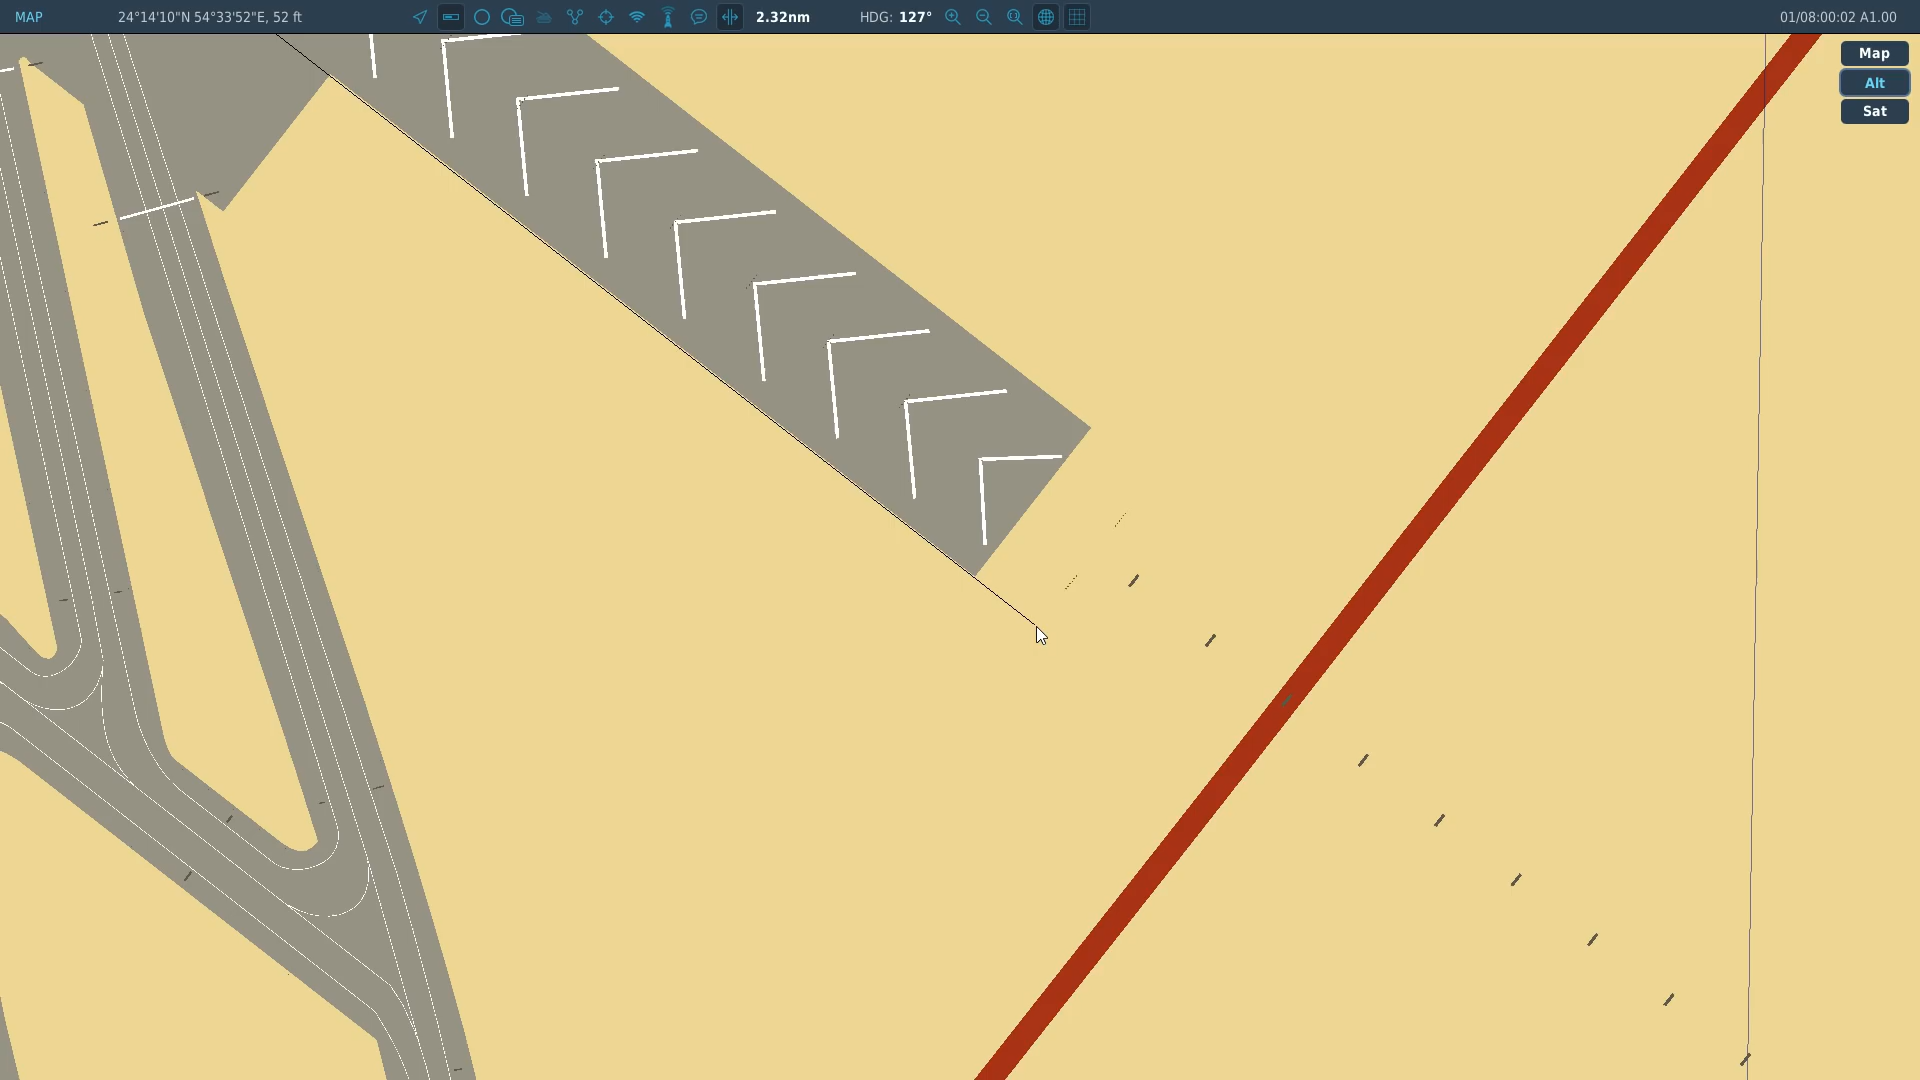 MAP 24°14'10"N 54°33'52"E, 52 ft 2.32nm HDG: 127° 01/08:00:02 A1.00
Map
Alt
Sat